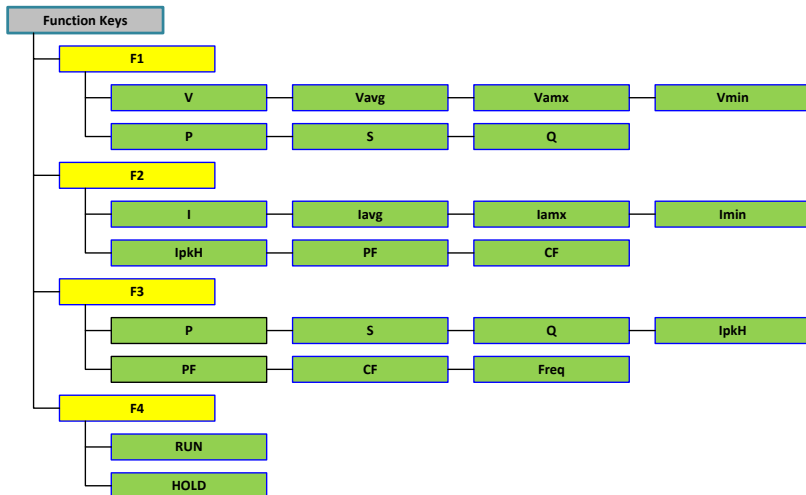 Function Keys
F1
V Vavg Vamx Vmin
P S Q
F2
I Iavg Iamx Imin
IpkH PF CF
F3
P S Q IpkH
PF CF Freq
F4
RUN
HOLD